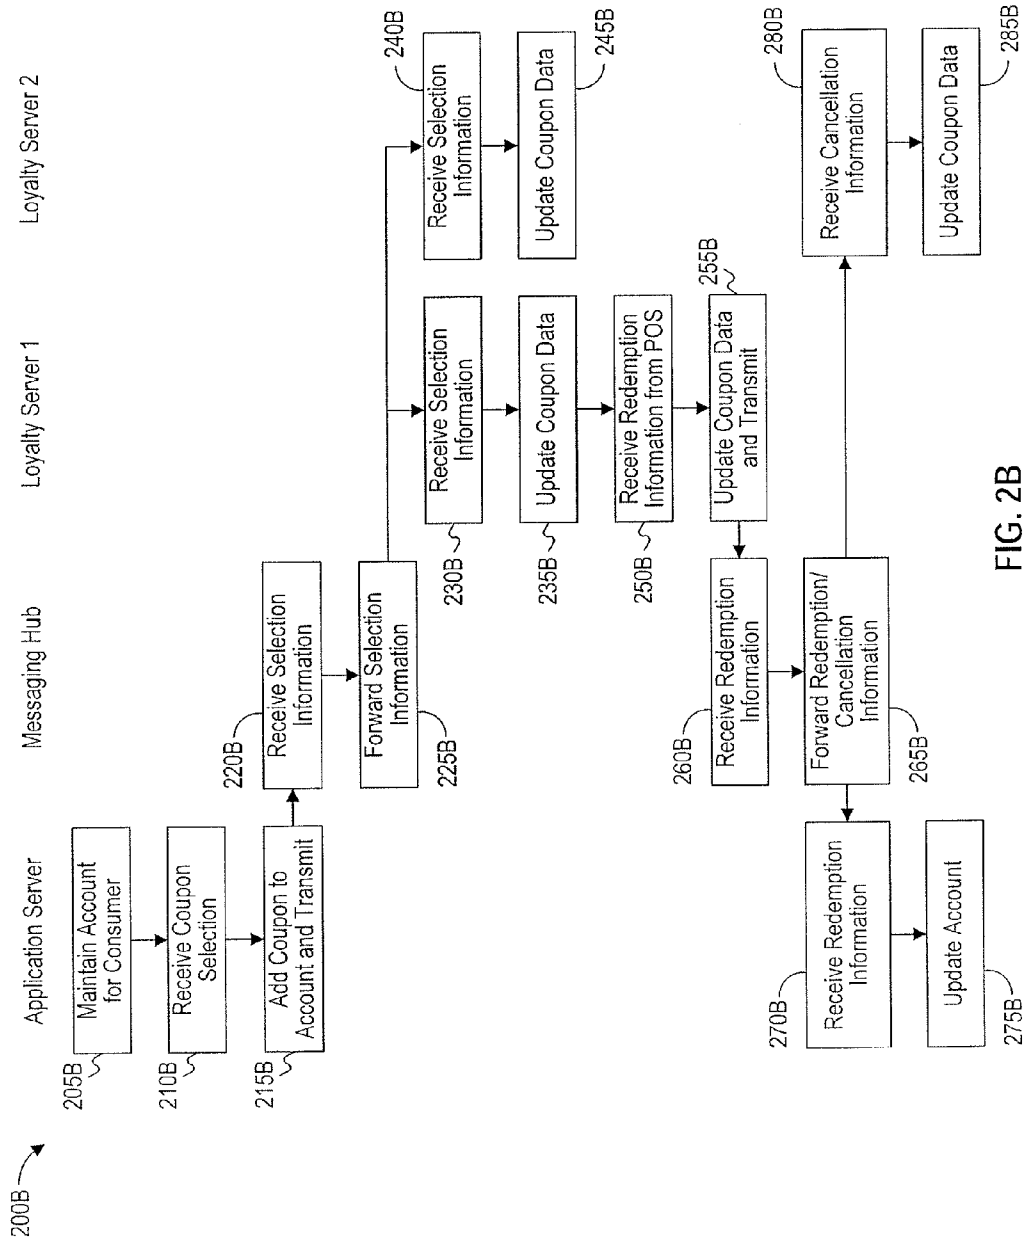 200B
Application Server
Messaging Hub
Loyalty Server 1
Loyalty Server 2
205B
Maintain Account
for Consumer
210B
Receive Coupon
Selection
215B
Add Coupon to
Account and Transmit
220B
Receive Selection
Information
225B
Forward Selection
Information
230B
Receive Selection
Information
240B
Receive Selection
Information
235B
Update Coupon Data
245B
Update Coupon Data
250B
Receive Redemption
Information from POS
255B
Update Coupon Data
and Transmit
260B
Receive Redemption
Information
265B
Forward Redemption/
Cancellation
Information
270B
Receive Redemption
Information
280B
Receive Cancellation
Information
275B
Update Account
285B
Update Coupon Data
FIG. 2B